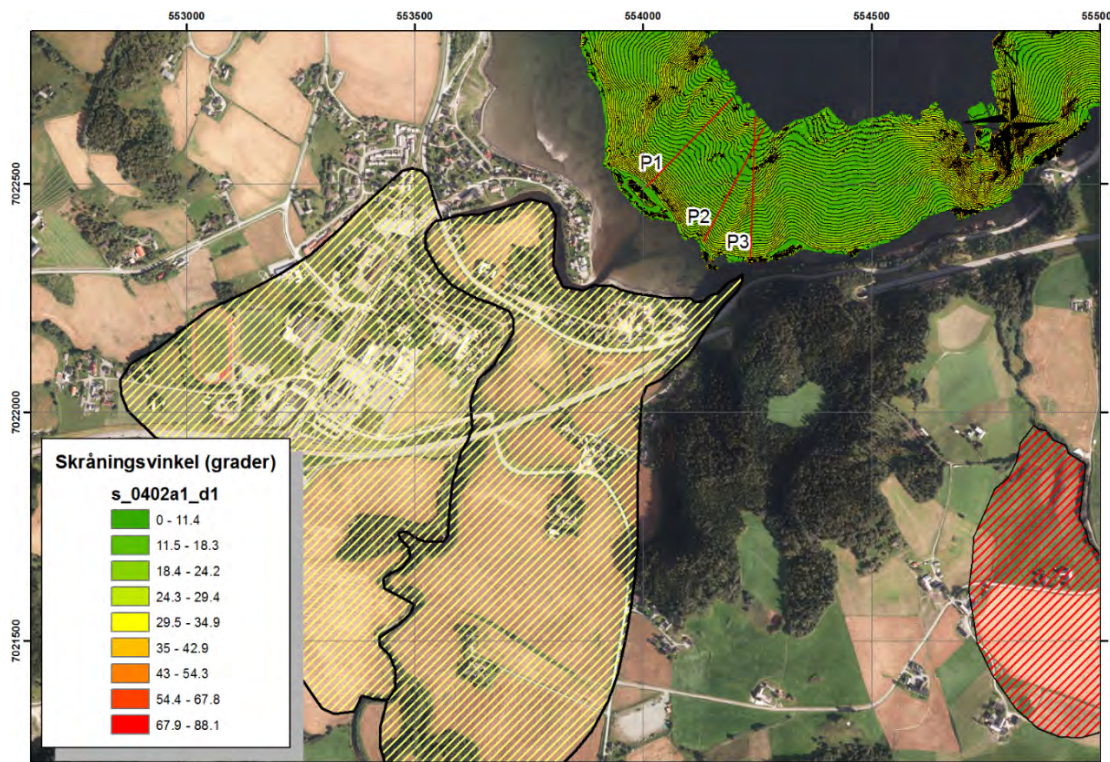 553000
553500
554000
554500
55500
7022500
7022000
7021500
P1
P2
P3
Skråningsvinkel (grader)
s_0402a1_d1
0 - 11.4
11.5 - 18.3
18.4 - 24.2
24.3 - 29.4
29.5 - 34.9
35 - 42.9
43 - 54.3
54.4 - 67.8
67.9 - 88.1